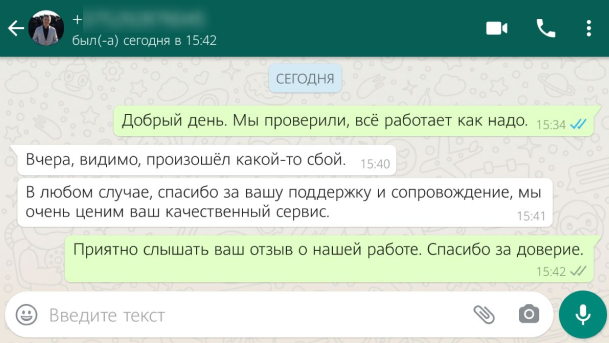 +
был(-а) сегодня в 15:42
СЕГОДНЯ
Добрый день. Мы проверили, всё работает как надо. 15:34
Вчера, видимо, произошёл какой-то сбой. 15:40
В любом случае, спасибо за вашу поддержку и сопровождение, мы
очень ценим ваш качественный сервис. 15:41
Приятно слышать ваш отзыв о нашей работе. Спасибо за доверие.
15:42
Введите текст